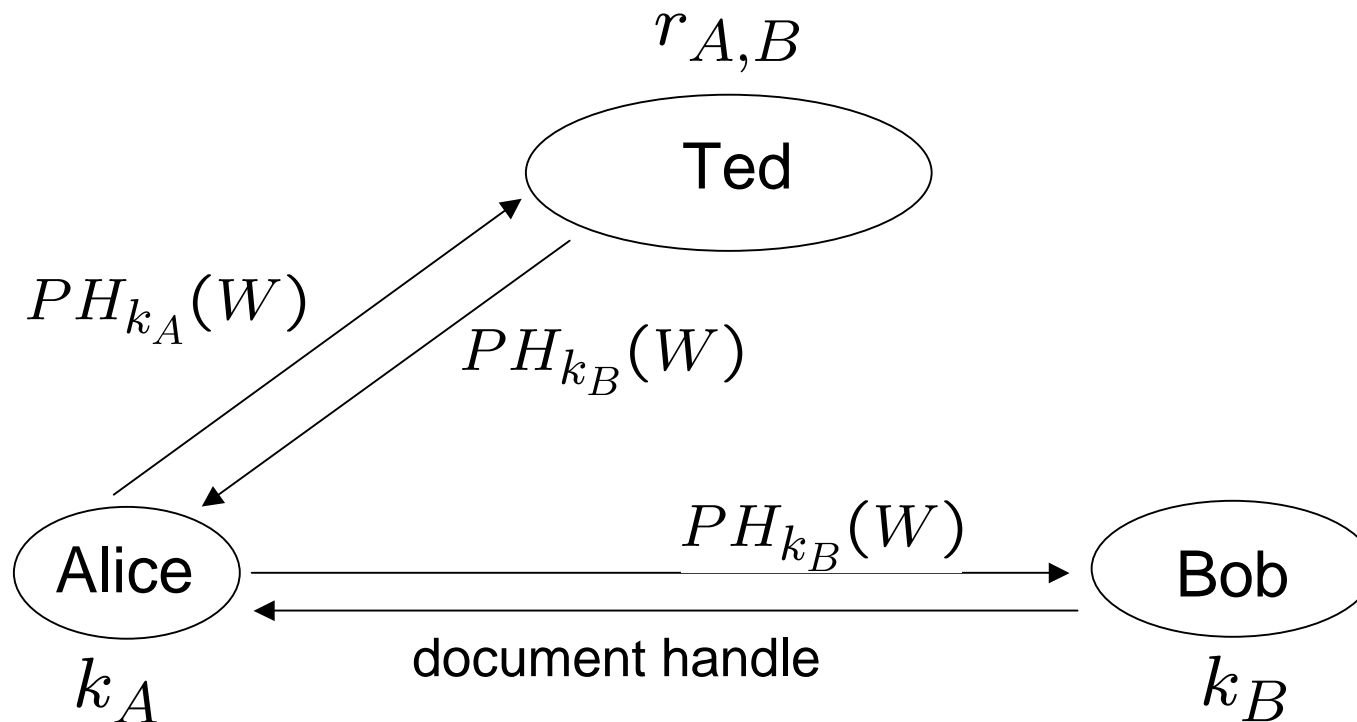 $r_{A,B}$
Ted
$PH_{k_A}(W)$
$PH_{k_B}(W)$
$PH_{k_B}(W)$
Alice
Bob
document handle
$k_A$
$k_B$